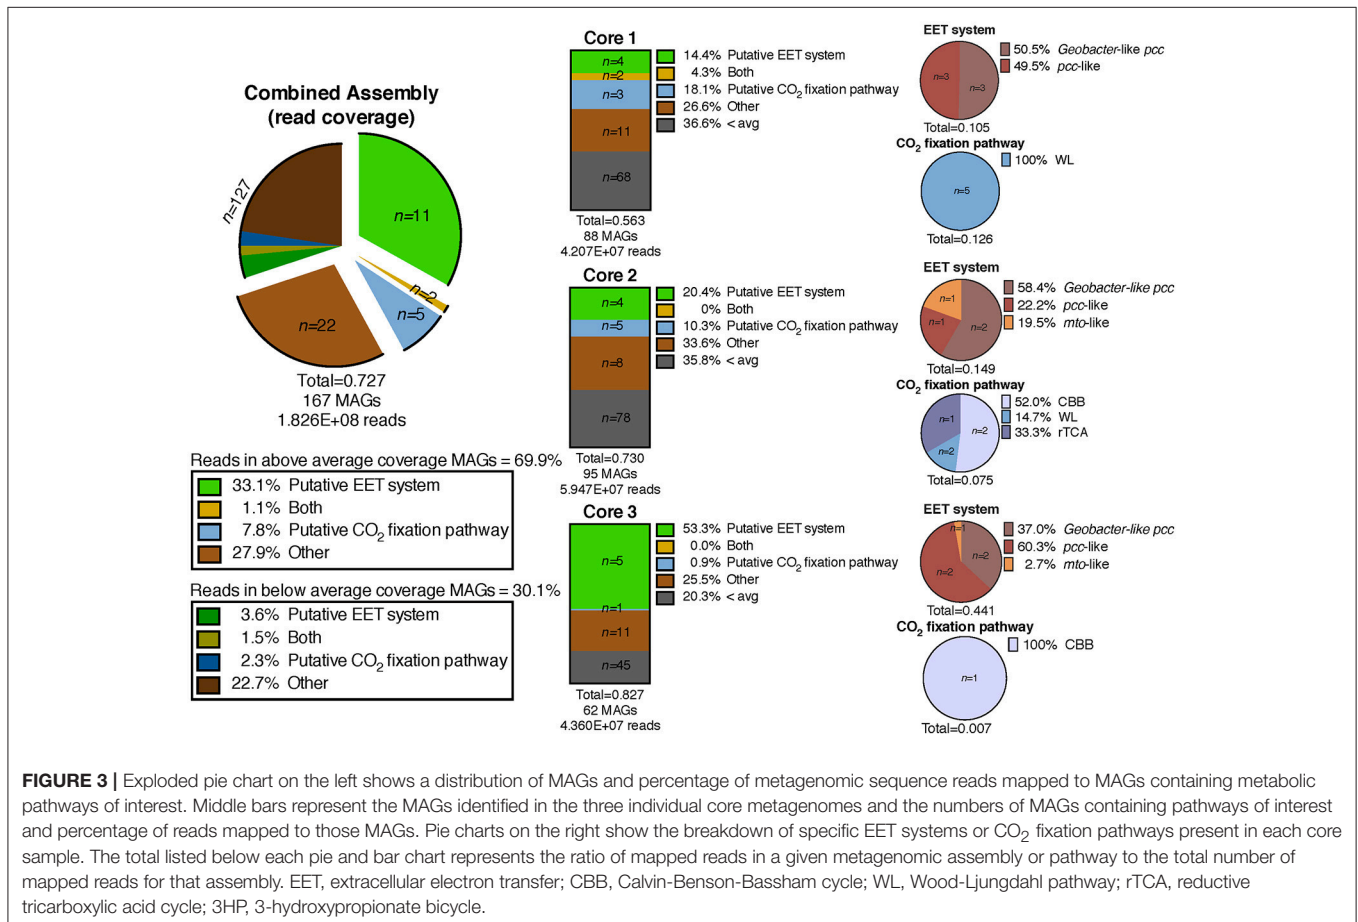 Combined Assembly
(read coverage)
n=127
n=11
n=2
n=5
n=22
Total=0.727
167 MAGs
1.826E+08 reads
Reads in above average coverage MAGs = 69.9%
33.1% Putative EET system
1.1% Both
7.8% Putative CO2 fixation pathway
27.9% Other
Reads in below average coverage MAGs = 30.1%
3.6% Putative EET system
1.5% Both
2.3% Putative CO2 fixation pathway
22.7% Other
Core 1
n=4
n=2
n=3
n=11
n=68
14.4% Putative EET system
4.3% Both
18.1% Putative CO2 fixation pathway
26.6% Other
36.6% < avg
Total=0.563
88 MAGs
4.207E+07 reads
Core 2
n=4
n=5
n=8
n=78
20.4% Putative EET system
0% Both
10.3% Putative CO2 fixation pathway
33.6% Other
35.8% < avg
Total=0.730
95 MAGs
5.947E+07 reads
Core 3
n=5
n=1
n=11
n=45
53.3% Putative EET system
0.0% Both
0.9% Putative CO2 fixation pathway
25.5% Other
20.3% < avg
Total=0.827
62 MAGs
4.360E+07 reads
EET system
n=3
n=3
50.5% Geobacter-like pcc
49.5% pcc-like
Total=0.105
CO2 fixation pathway
n=5
100% WL
Total=0.126
EET system
n=1
n=1
n=2
58.4% Geobacter-like pcc
22.2% pcc-like
19.5% mto-like
Total=0.149
CO2 fixation pathway
n=1
n=2
n=2
52.0% CBB
14.7% WL
33.3% rTCA
Total=0.075
EET system
n=1
n=2
n=2
37.0% Geobacter-like pcc
60.3% pcc-like
2.7% mto-like
Total=0.441
CO2 fixation pathway
n=1
100% CBB
Total=0.007
FIGURE 3 | Exploded pie chart on the left shows a distribution of MAGs and percentage of metagenomic sequence reads mapped to MAGs containing metabolic
pathways of interest. Middle bars represent the MAGs identified in the three individual core metagenomes and the numbers of MAGs containing pathways of interest
and percentage of reads mapped to those MAGs. Pie charts on the right show the breakdown of specific EET systems or CO2 fixation pathways present in each core
sample. The total listed below each pie and bar chart represents the ratio of mapped reads in a given metagenomic assembly or pathway to the total number of
mapped reads for that assembly. EET, extracellular electron transfer; CBB, Calvin-Benson-Bassham cycle; WL, Wood-Ljungdahl pathway; rTCA, reductive
tricarboxylic acid cycle; 3HP, 3-hydroxypropionate bicycle.